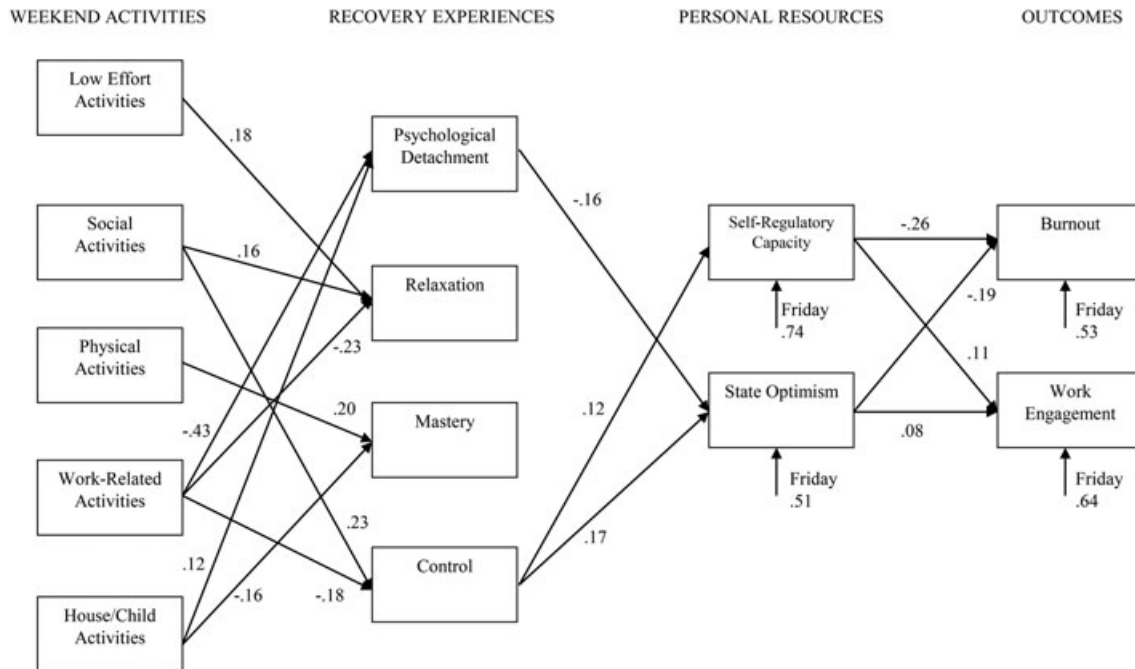 WEEKEND ACTIVITIES
RECOVERY EXPERIENCES
PERSONAL RESOURCES
OUTCOMES
Low Effort
Activities
Social
Activities
Physical
Activities
Work-Related
Activities
House/Child
Activities
.18
.16
-.23
.20
-.43
.23
.12
-.16
-.18
Psychological
Detachment
Relaxation
Mastery
Control
-.16
.12
.17
Self-Regulatory
Capacity
Friday
.74
State Optimism
Friday
.51
-.26
-.19
.11
.08
Burnout
Friday
.53
Work
Engagement
Friday
.64